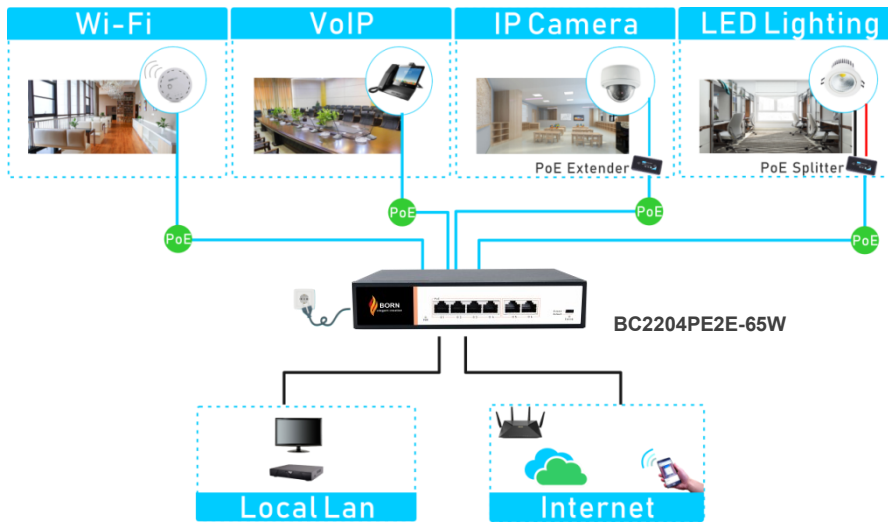 Wi-Fi
VoIP
IP Camera
LED Lighting
PoE Extender
PoE Splitter
PoE
PoE
PoE
PoE
BORN
BC2204PE2E-65W
Local Lan
Internet